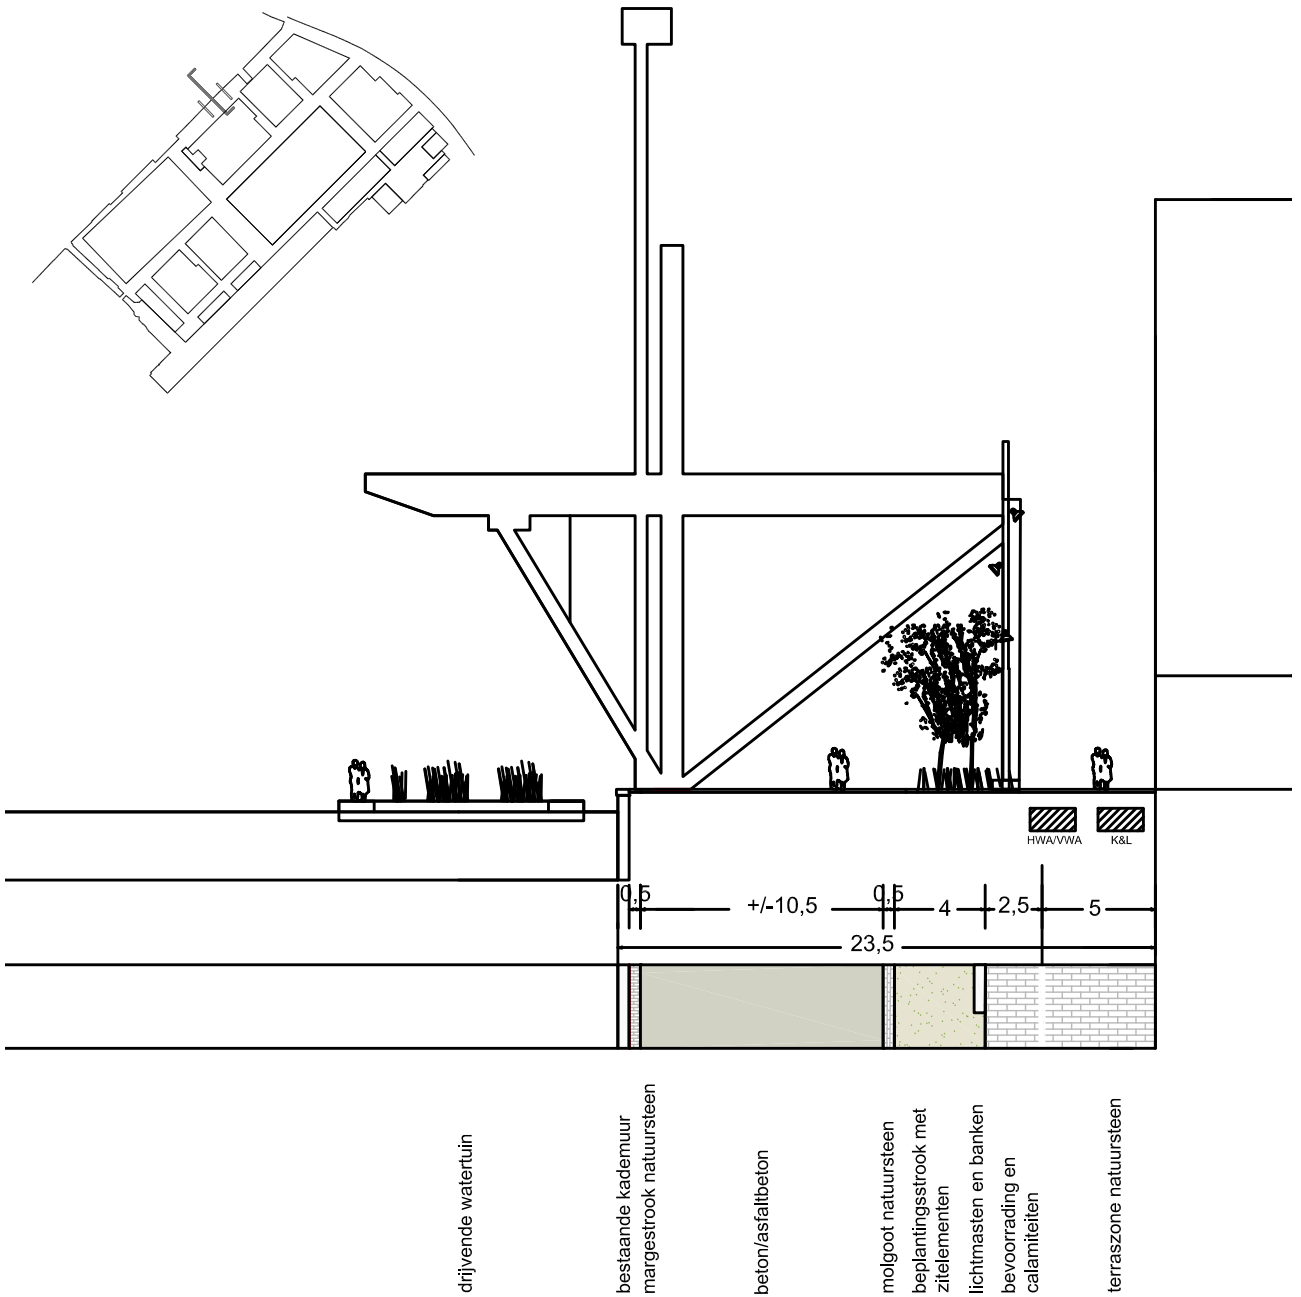 HWA/VWA
K&L
0,5
+/-10,5
0,5
4
2,5
5
23,5
drijvende watertuin
bestaande kademuur
margestrook natuursteen
beton/asfaltbeton
molgoot natuursteen
beplantingsstrook met
zitelementen
lichtmasten en banken
bevoorrading en
calamiteiten
terraszone natuursteen